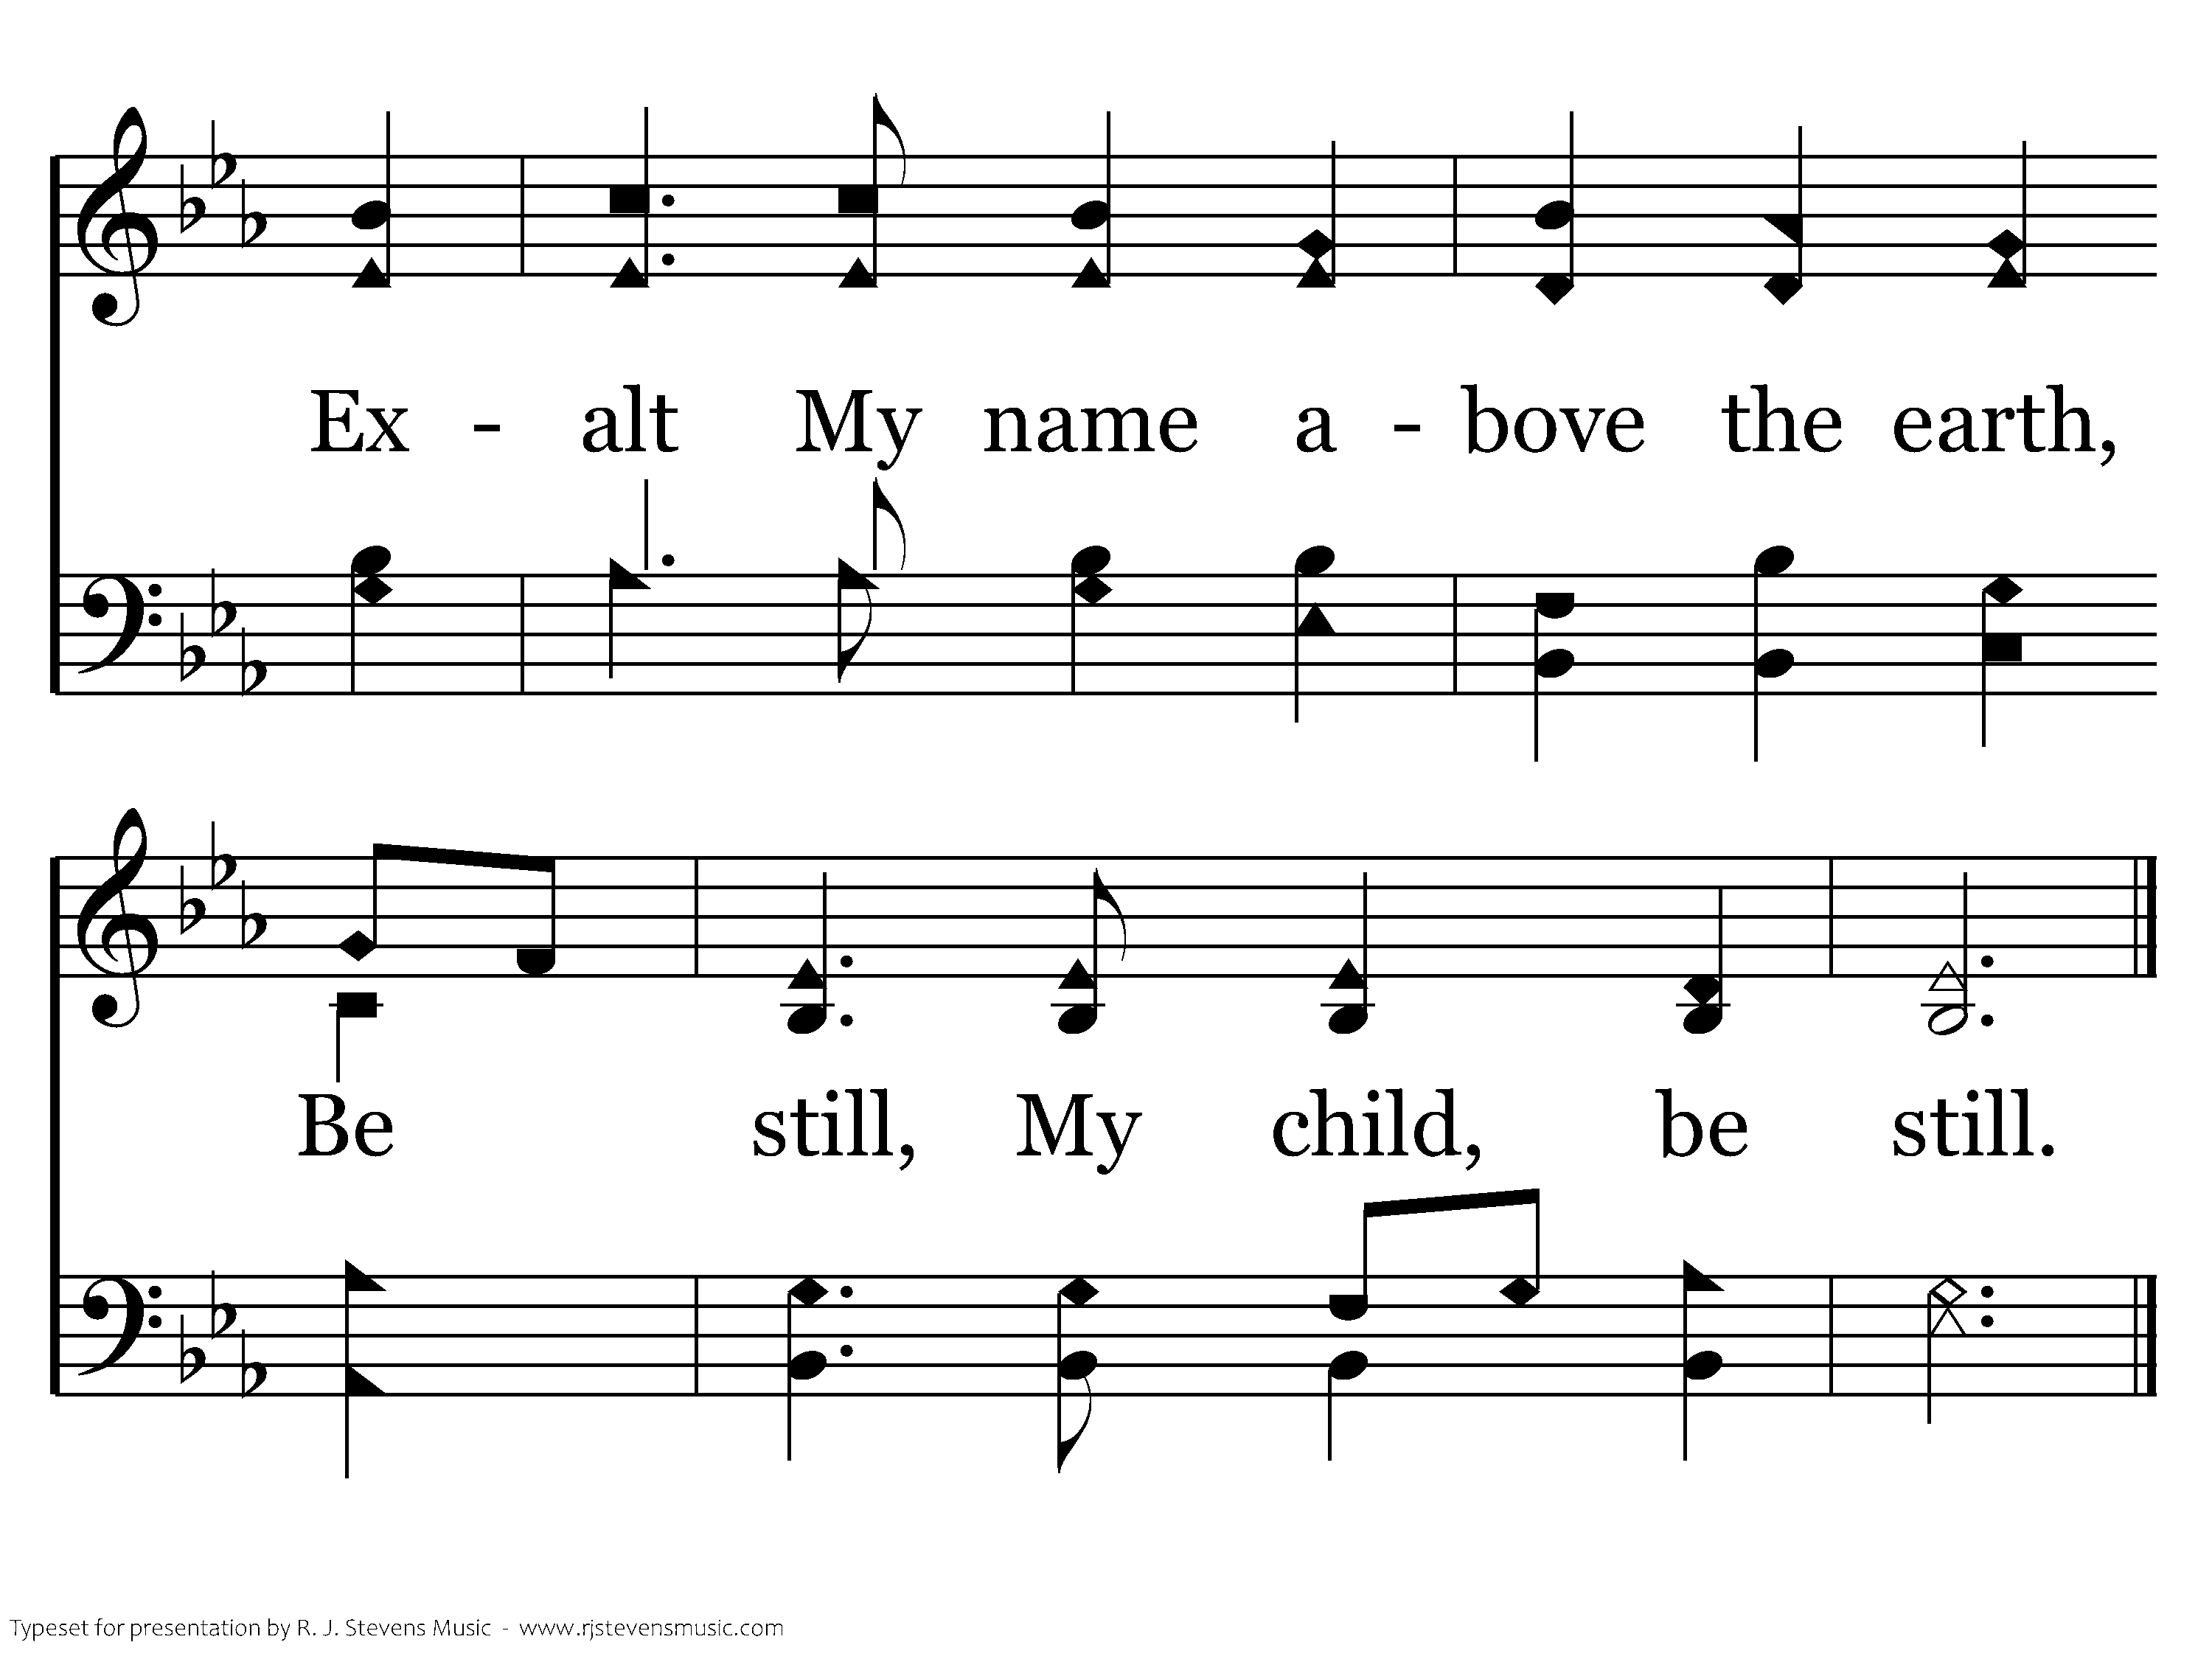 Ex - alt My name a - bove the earth,
Be still, My child, be still.
Typeset for presentation by R. J. Stevens Music - www.rjstevensmusic.com